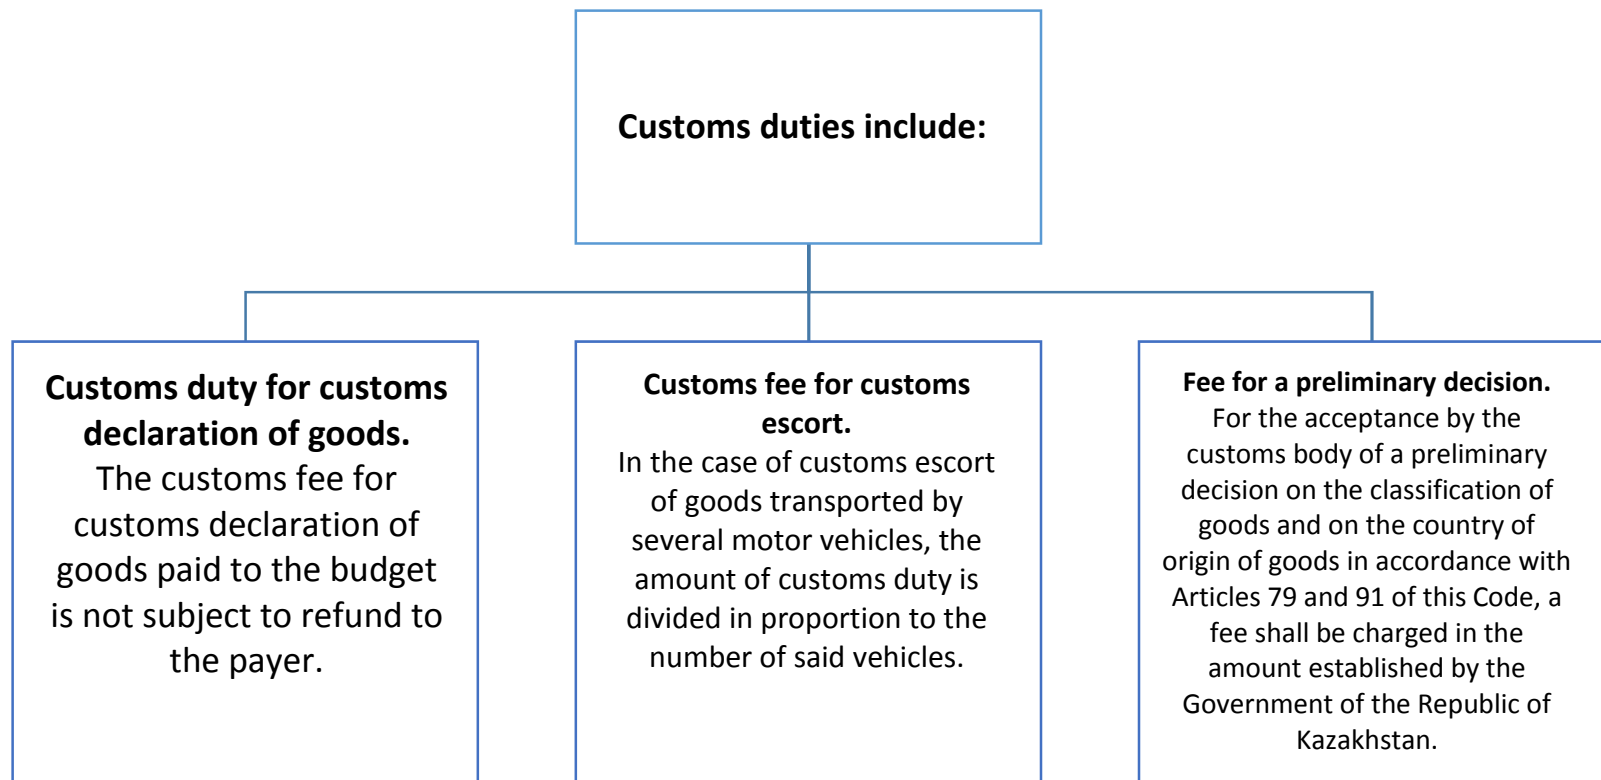 Customs duties include:
Customs duty for customs
declaration of goods.
The customs fee for
customs declaration of
goods paid to the budget
is not subject to refund to
the payer.
Customs fee for customs
escort.
In the case of customs escort
of goods transported by
several motor vehicles, the
amount of customs duty is
divided in proportion to the
number of said vehicles.
Fee for a preliminary decision.
For the acceptance by the
customs body of a preliminary
decision on the classification of
goods and on the country of
origin of goods in accordance with
Articles 79 and 91 of this Code, a
fee shall be charged in the
amount established by the
Government of the Republic of
Kazakhstan.